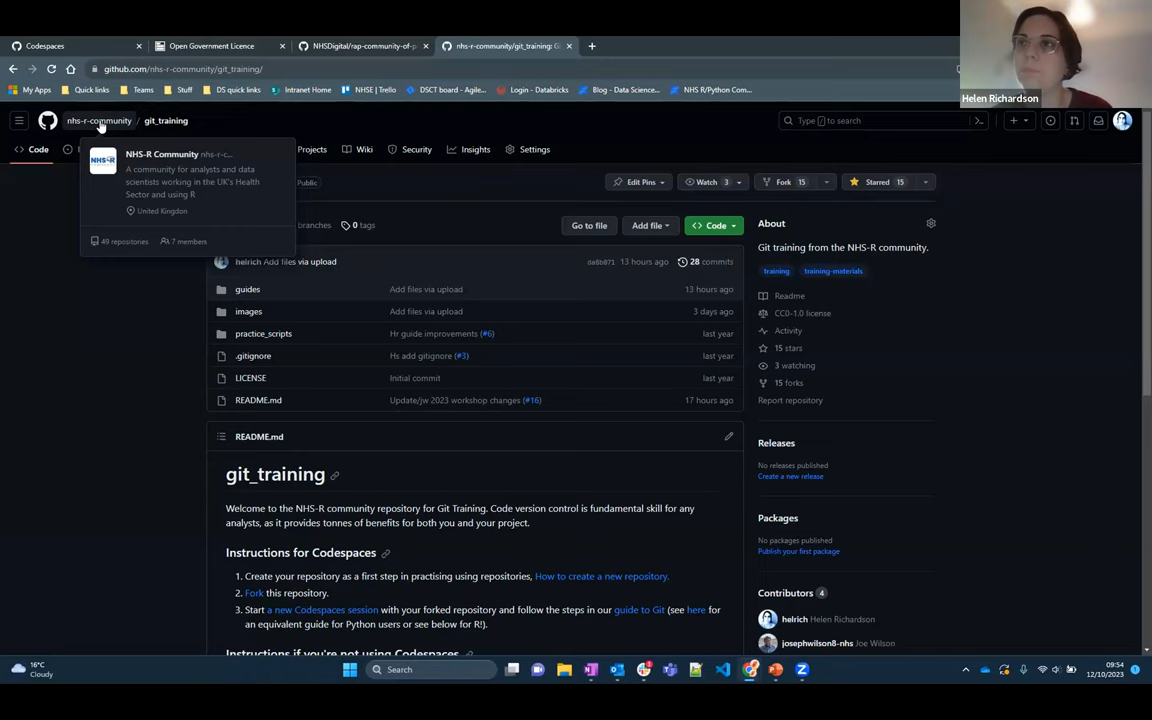 Codespaces
Open Government Licence
NHSDigital/rap-community-of-p
nhs-r-community/git_training: G
github.com/nhs-r-community/git_training/
My Apps
Quick links
Teams
Stuff
DS quick links
Intranet Home
NHSE | Trello
DSCT board - Agile...
Login - Databricks
Blog - Data Science...
NHS R/Python Com...
Helen Richardson
nhs-r-community / git_training
Type / to search
Code
Projects
Wiki
Security
Insights
Settings
NHS-R
NHS-R Community nhs-r-c...
A community for analysts and data
scientists working in the UK's Health
Sector and using R
United Kingdon
49 repositories
7 members
Public
Edit Pins
Watch 3
Fork 15
Starred 15
branches
0 tags
Go to file
Add file
Code
helrich Add files via upload
da8b871 13 hours ago
28 commits
guides Add files via upload 13 hours ago
images Add files via upload 3 days ago
practice_scripts Hr guide improvements (#6) last year
.gitignore Hs add gitignore (#3) last year
LICENSE Initial commit last year
README.md Update/jw 2023 workshop changes (#16) 17 hours ago
About
Git training from the NHS-R community.
training training-materials
Readme
CC0-1.0 license
Activity
15 stars
3 watching
15 forks
Report repository
Releases
No releases published
Create a new release
Packages
No packages published
Publish your first package
Contributors 4
helrich Helen Richardson
josephwilson8-nhs Joe Wilson
README.md
git_training
Welcome to the NHS-R community repository for Git Training. Code version control is fundamental skill for any
analysts, as it provides tonnes of benefits for both you and your project.
Instructions for Codespaces
1. Create your repository as a first step in practising using repositories, How to create a new repository.
2. Fork this repository.
3. Start a new Codespaces session with your forked repository and follow the steps in our guide to Git (see here for
an equivalent guide for Python users or see below for R!).
Instructions if you're not using Codespaces
16°C
Cloudy
Search
09:54
12/10/2023